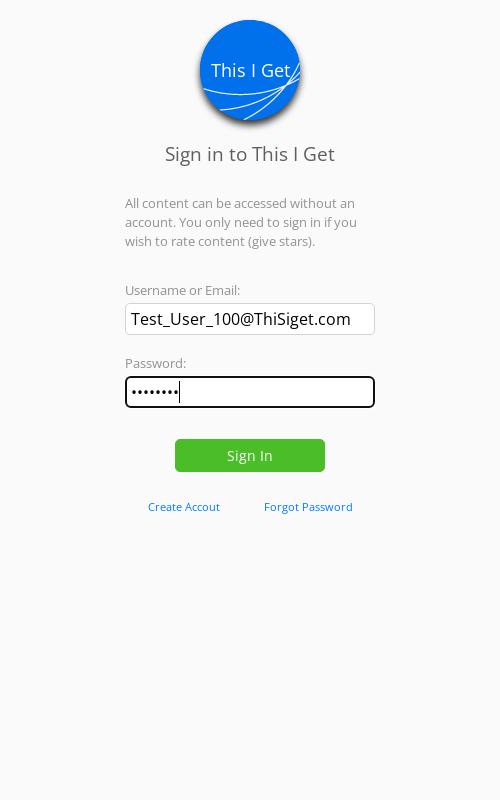 This I Get
Sign in to This I Get
All content can be accessed without an
account. You only need to sign in if you
wish to rate content (give stars).
Username or Email:
Test_User_100@ThiSiget.com
Password:
••••••••
Sign In
Create Accout
Forgot Password